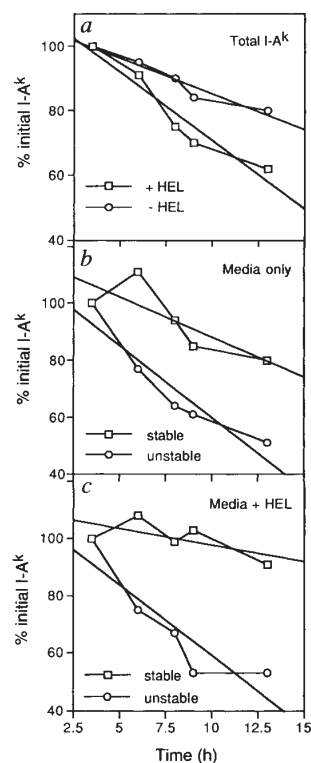 a
Total I-Aᵏ
100
80
60
40
% initial I-Aᵏ
+ HEL
- HEL
b
Media only
100
80
60
40
% initial I-Aᵏ
stable
unstable
c
Media + HEL
100
80
60
40
% initial I-Aᵏ
stable
unstable
2.5 5 7.5 10 12.5 15
Time (h)